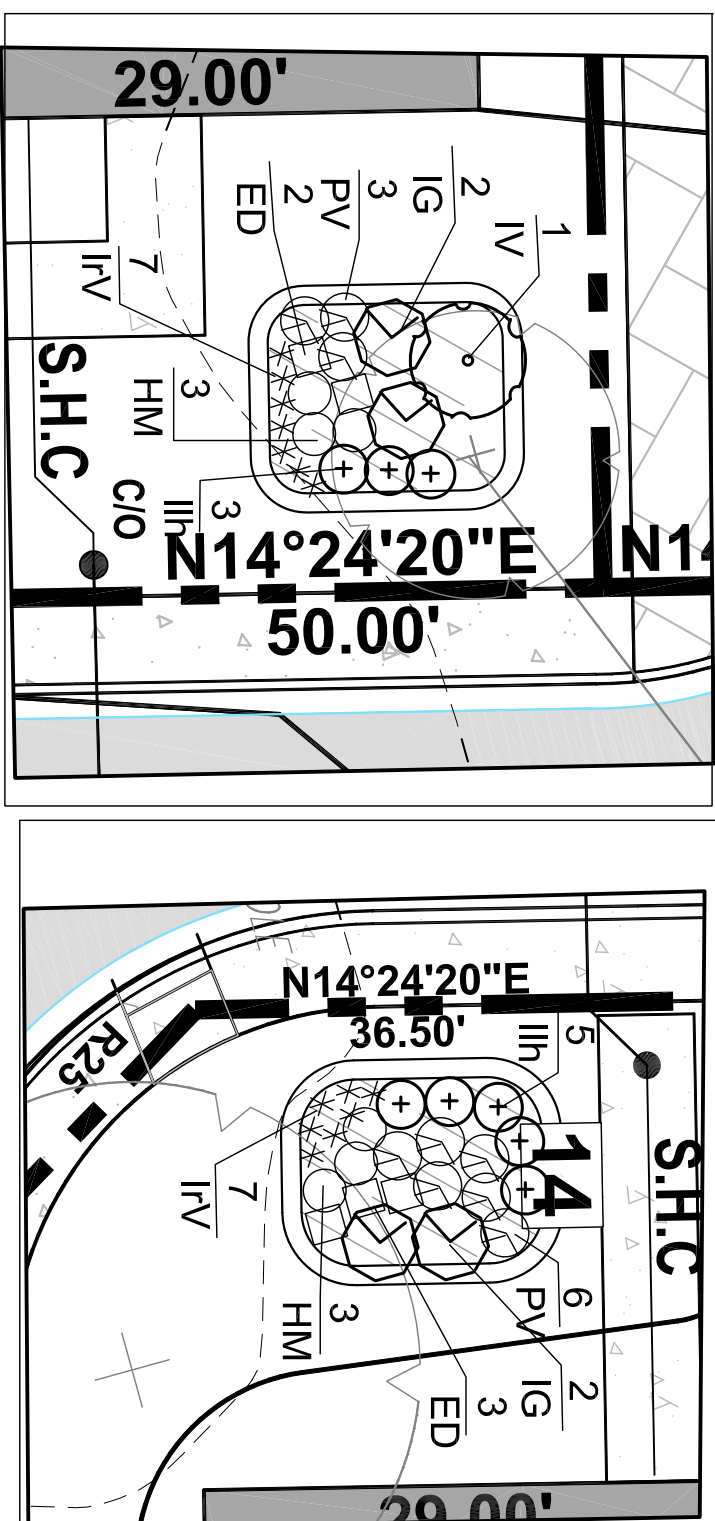 29.00'
2
ED
3
PV
2
IG
1
IV
7
IrV
3
HM
3
IIh
S.H.C
C/O
N14°24'20"E
N14
50.00'
N14°24'20"E
36.50'
R25'
5
IIh
14
S.H.C
7
IrV
3
HM
6
PV
2
IG
3
ED
29.00'